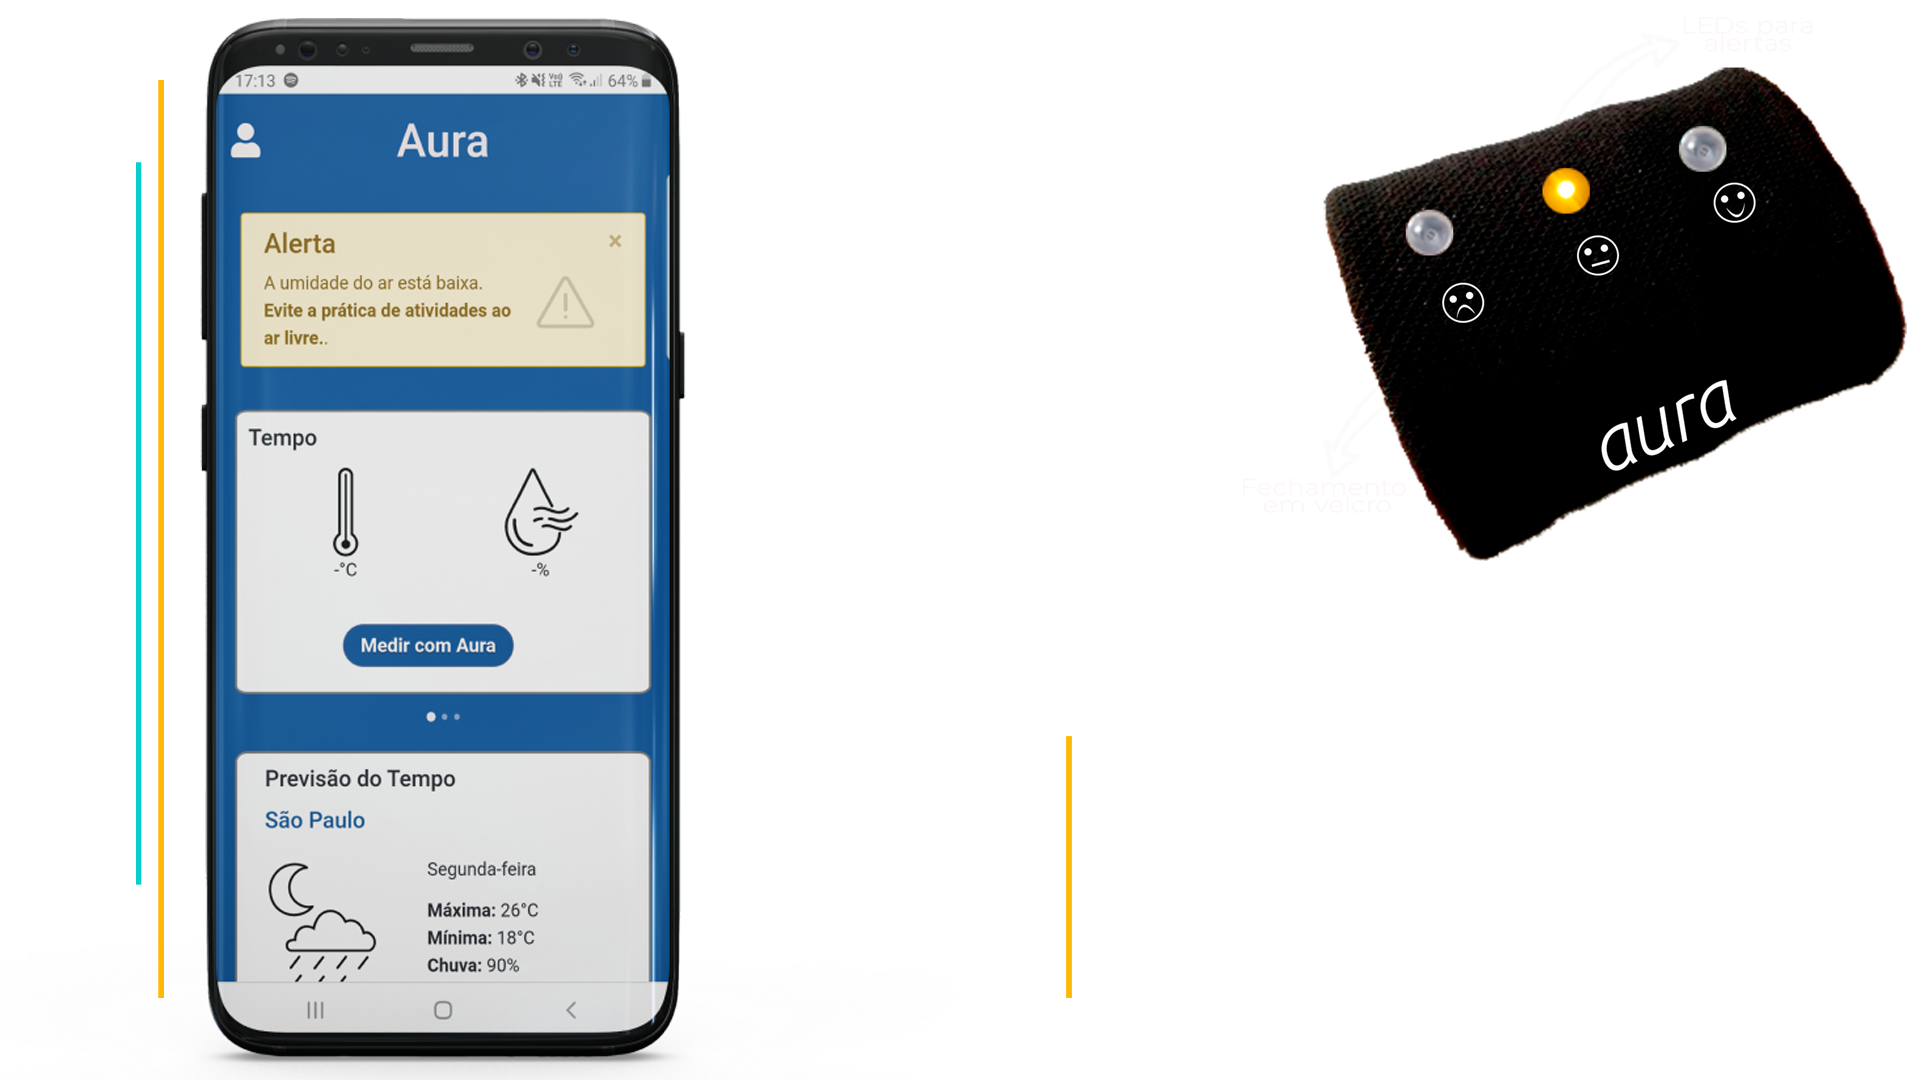 17:13
64%
Aura
Alerta
×
A umidade do ar está baixa.
Evite a prática de atividades ao
ar livre..
Tempo
-°C
-%
Medir com Aura
Previsão do Tempo
São Paulo
Segunda-feira
Máxima: 26°C
Mínima: 18°C
Chuva: 90%
LEDs para
alertas
aura
Fechamento
em velcro